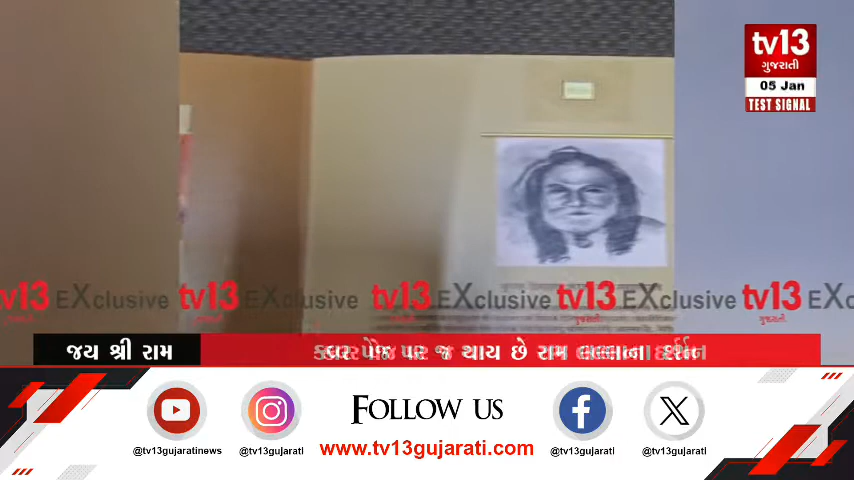 tv13
ગુજરાતી
05 Jan
TEST SIGNAL
tv13 EXclusive tv13 EXclusive tv13 EXclusive tv13 EXclusive tv13 EXc
જય શ્રી રામ
કવર પેજ પર જ થાય છે રામ લલ્લાના દર્શન
FOLLOW US
www.tv13gujarati.com
@tv13gujaratinews
@tv13gujarati
@tv13gujarati
@tv13gujarati